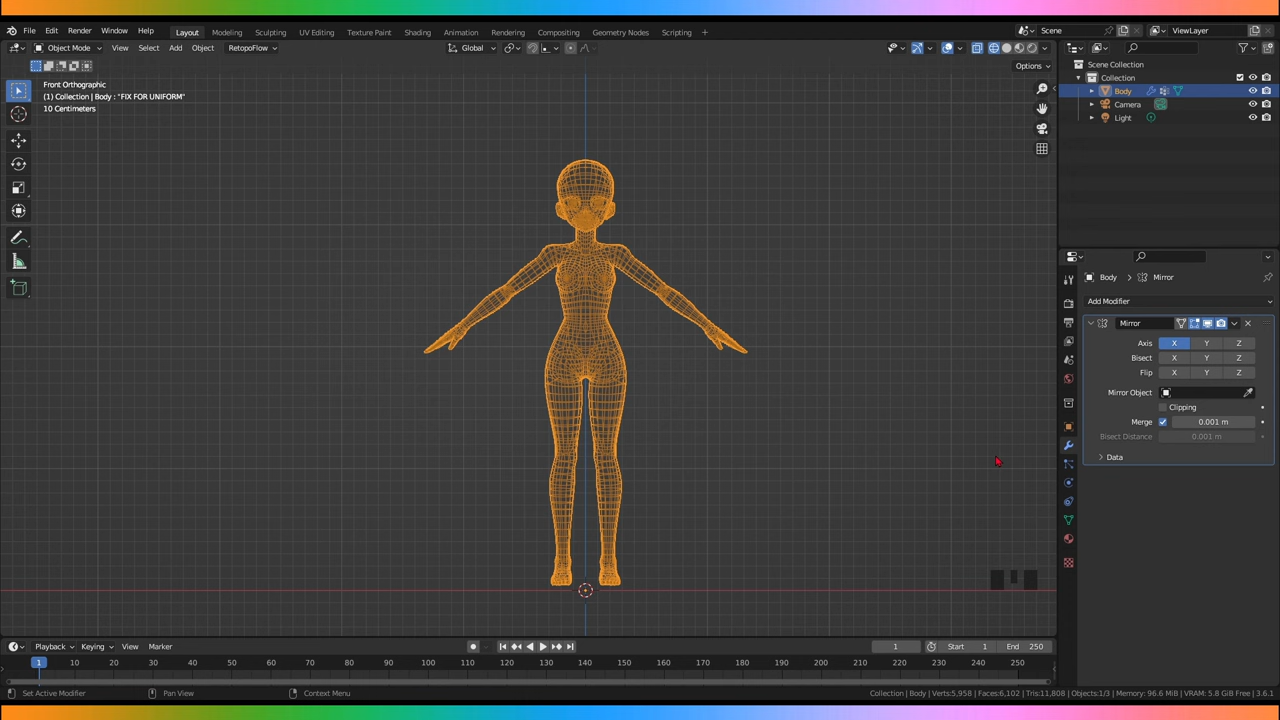 File Edit Render Window Help Layout Modeling Sculpting UV Editing Texture Paint Shading Animation Rendering Compositing Geometry Nodes Scripting + Scene ViewLayer
Object Mode View Select Add Object RetopoFlow Global
Options
Front Orthographic
(1) Collection | Body : "FIX FOR UNIFORM"
10 Centimeters
Scene Collection
Collection
Body
Camera
Light
Body > Mirror
Add Modifier
Mirror
Axis X Y Z
Bisect X Y Z
Flip X Y Z
Mirror Object
Clipping
Merge 0.001 m
Bisect Distance 0.001 m
Data
Playback Keying View Marker 1 Start 1 End 250
1 10 20 30 40 50 60 70 80 90 100 110 120 130 140 150 160 170 180 190 200 210 220 230 240 250
Set Active Modifier Pan View Context Menu Collection | Body | Verts:5,958 | Faces:6,102 | Tris:11,808 | Objects:1/3 | Memory: 96.6 MiB | VRAM: 5.8 GiB Free | 3.6.1